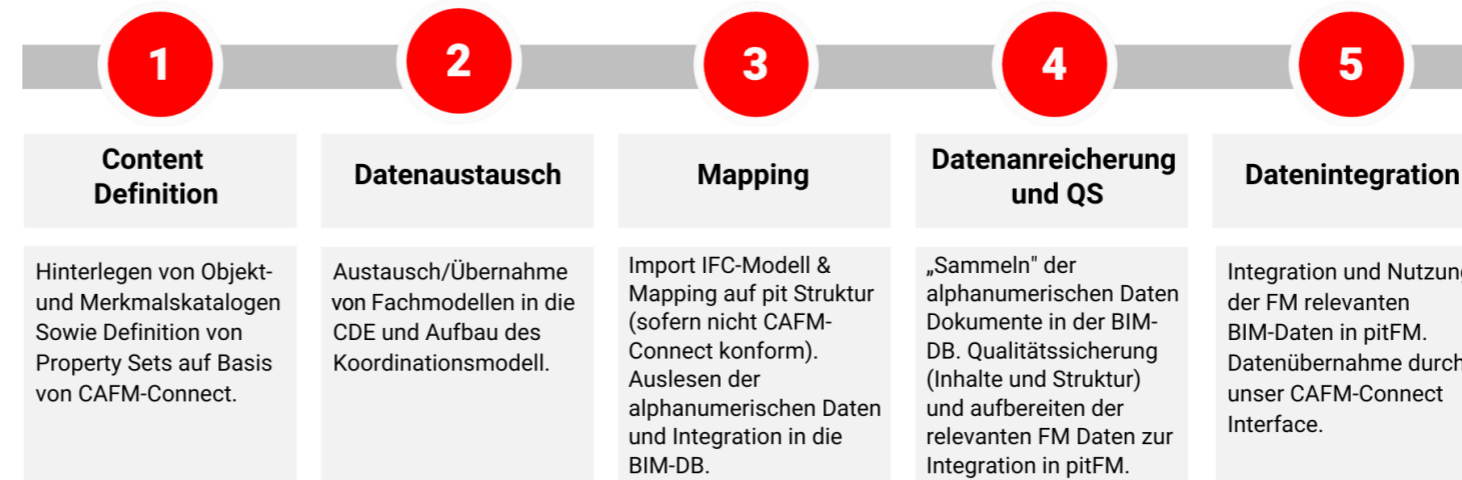 1
2
3
4
5
Content
Definition
Datenaustausch
Mapping
Datenanreicherung
und QS
Datenintegration
Hinterlegen von Objekt-
und Merkmalskatalogen
Sowie Definition von
Property Sets auf Basis
von CAFM-Connect.
Austausch/Übernahme
von Fachmodellen in die
CDE und Aufbau des
Koordinationsmodell.
Import IFC-Modell &
Mapping auf pit Struktur
(sofern nicht CAFM-
Connect konform).
Auslesen der
alphanumerischen Daten
und Integration in die
BIM-DB.
„Sammeln" der
alphanumerischen Daten
Dokumente in der BIM-
DB. Qualitätssicherung
(Inhalte und Struktur)
und aufbereiten der
relevanten FM Daten zur
Integration in pitFM.
Integration und Nutzung
der FM relevanten
BIM-Daten in pitFM.
Datenübernahme durch
unser CAFM-Connect
Interface.